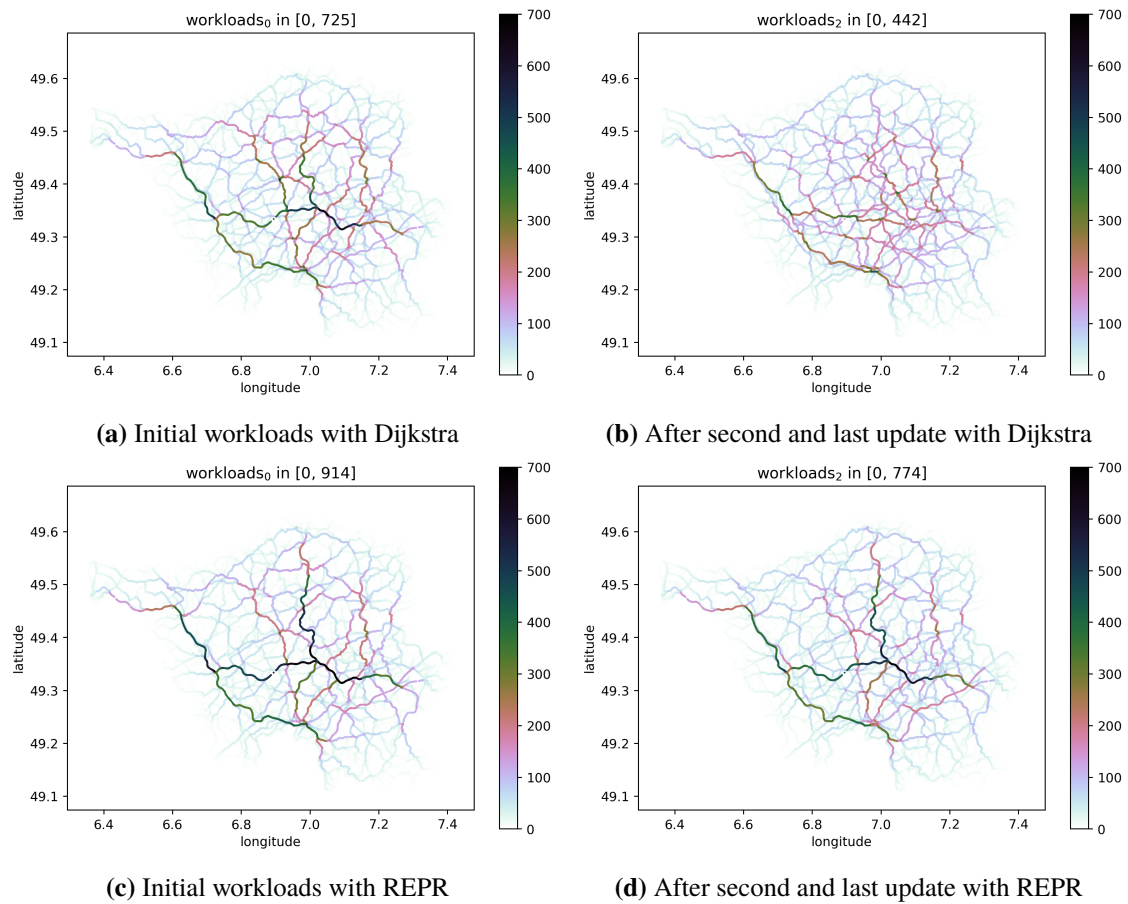 workloads₀ in [0, 725]
700
600
500
400
300
200
100
0
49.6
49.5
49.4
49.3
49.2
49.1
latitude
6.4 6.6 6.8 7.0 7.2 7.4
longitude
(a) Initial workloads with Dijkstra
workloads₂ in [0, 442]
700
600
500
400
300
200
100
0
49.6
49.5
49.4
49.3
49.2
49.1
latitude
6.4 6.6 6.8 7.0 7.2 7.4
longitude
(b) After second and last update with Dijkstra
workloads₀ in [0, 914]
700
600
500
400
300
200
100
0
49.6
49.5
49.4
49.3
49.2
49.1
latitude
6.4 6.6 6.8 7.0 7.2 7.4
longitude
(c) Initial workloads with REPR
workloads₂ in [0, 774]
700
600
500
400
300
200
100
0
49.6
49.5
49.4
49.3
49.2
49.1
latitude
6.4 6.6 6.8 7.0 7.2 7.4
longitude
(d) After second and last update with REPR